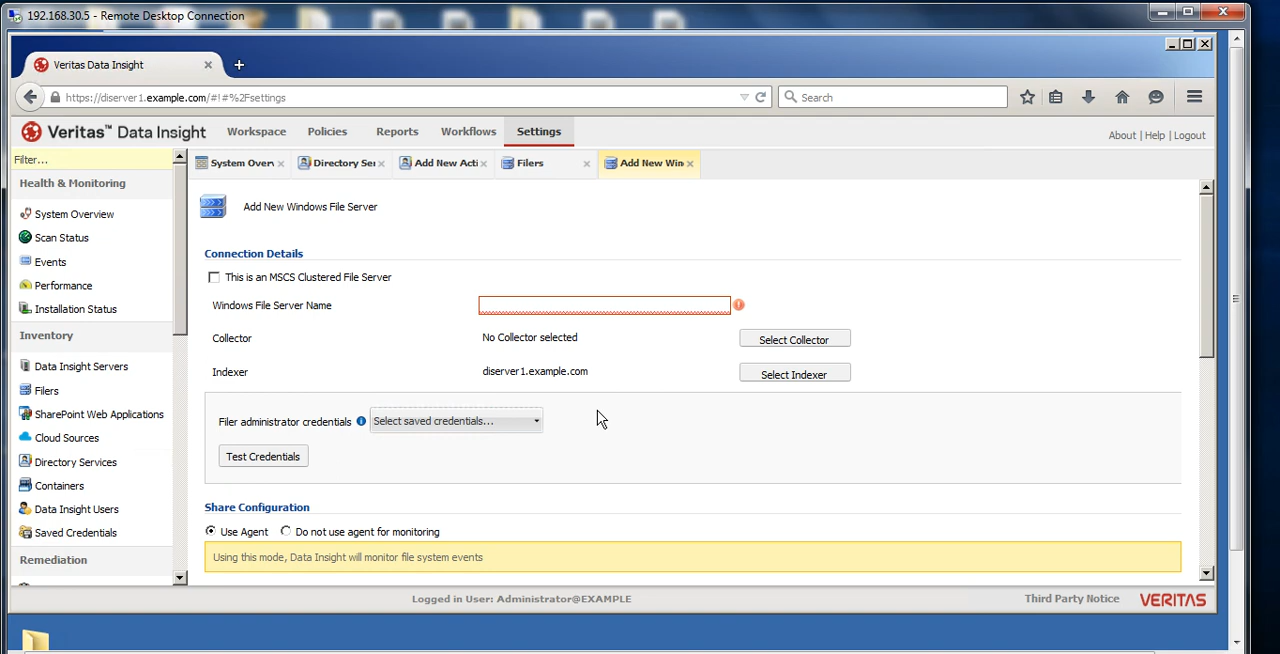 192.168.30.5 - Remote Desktop Connection
Veritas Data Insight
https://diserver1.example.com/#!#%2Fsettings
Search
Veritas™ Data Insight
Workspace
Policies
Reports
Workflows
Settings
About | Help | Logout
Filter...
System Overv
Directory Ser
Add New Acti
Filers
Add New Win
Health & Monitoring
System Overview
Scan Status
Events
Performance
Installation Status
Inventory
Data Insight Servers
Filers
SharePoint Web Applications
Cloud Sources
Directory Services
Containers
Data Insight Users
Saved Credentials
Remediation
Add New Windows File Server
Connection Details
This is an MSCS Clustered File Server
Windows File Server Name
Collector
No Collector selected
Select Collector
Indexer
diserver1.example.com
Select Indexer
Filer administrator credentials
Select saved credentials...
Test Credentials
Share Configuration
Use Agent
Do not use agent for monitoring
Using this mode, Data Insight will monitor file system events
Logged in User: Administrator@EXAMPLE
Third Party Notice
VERITAS